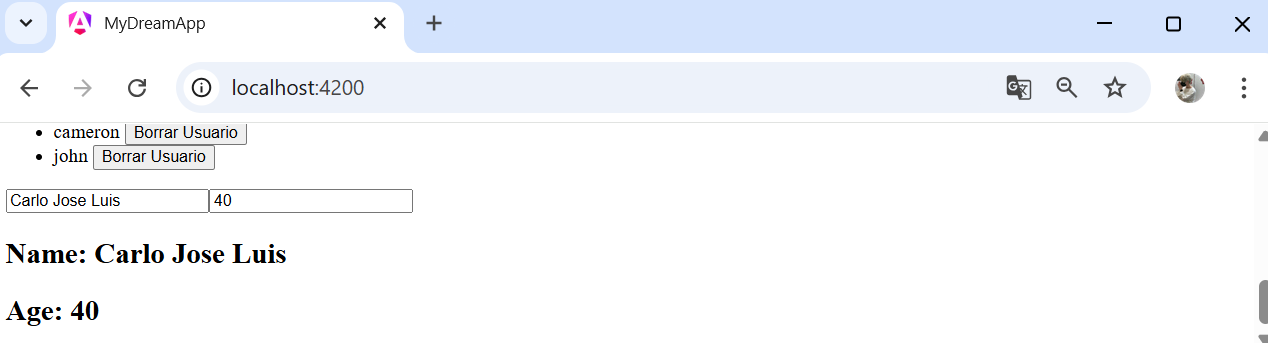 MyDreamApp
localhost:4200
cameron Borrar Usuario
john Borrar Usuario
Carlo Jose Luis 40
Name: Carlo Jose Luis
Age: 40